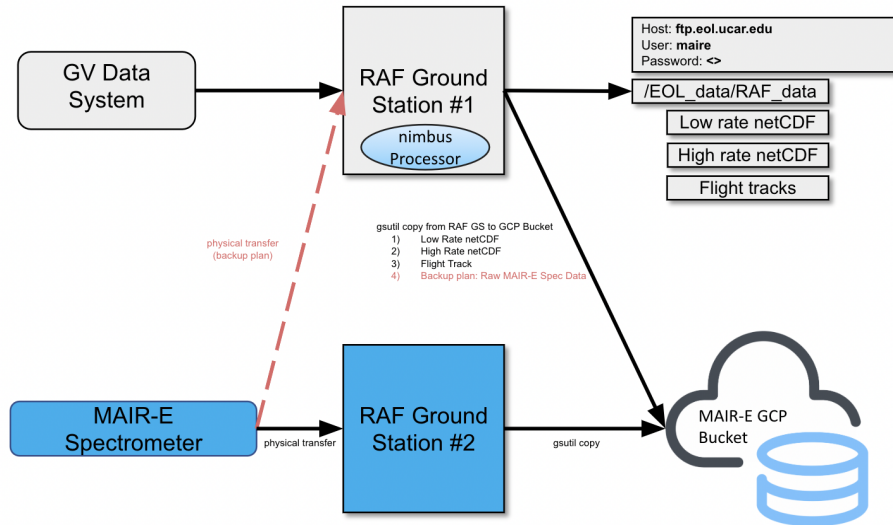 GV Data
System
RAF Ground
Station #1
nimbus
Processor
Host: ftp.eol.ucar.edu
User: maire
Password: <>
/EOL_data/RAF_data
Low rate netCDF
High rate netCDF
Flight tracks
physical transfer
(backup plan)
gsutil copy from RAF GS to GCP Bucket
1) Low Rate netCDF
2) High Rate netCDF
3) Flight Track
4) Backup plan: Raw MAIR-E Spec Data
MAIR-E
Spectrometer
physical transfer
RAF Ground
Station #2
gsutil copy
MAIR-E GCP
Bucket